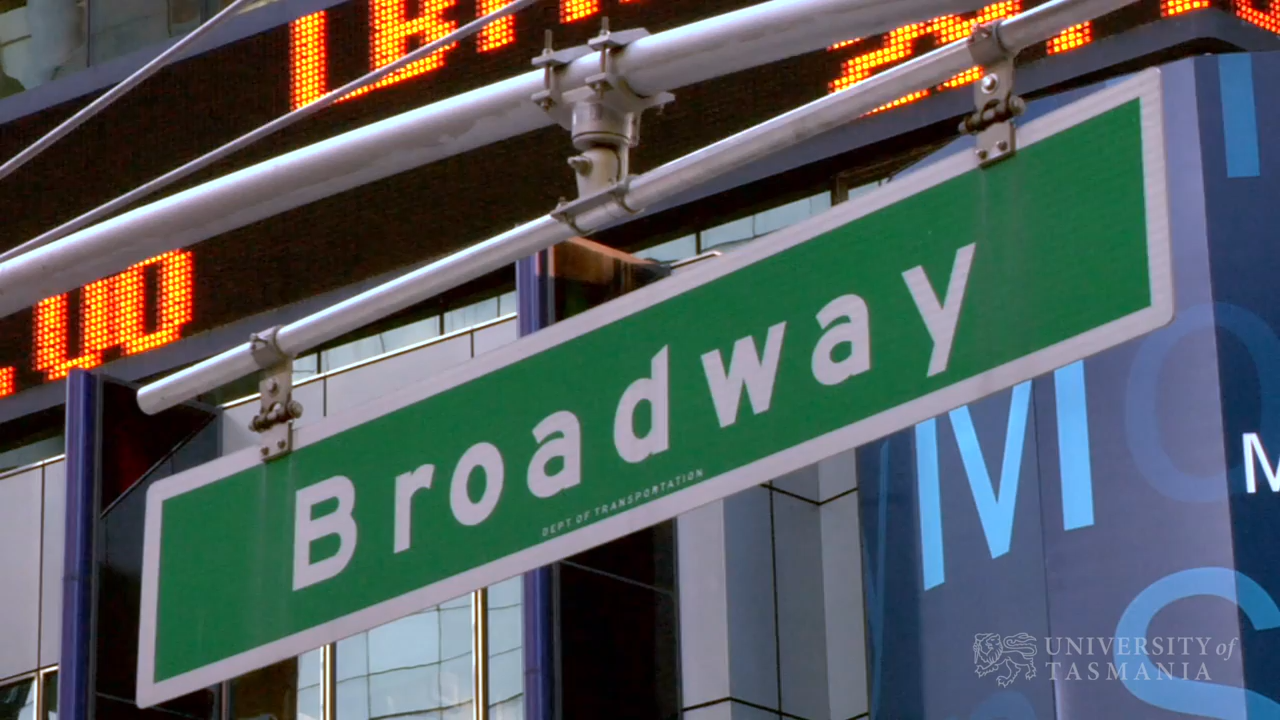 Broadway
DEPT. OF TRANSPORTATION
M
M
UNIVERSITY of
TASMANIA